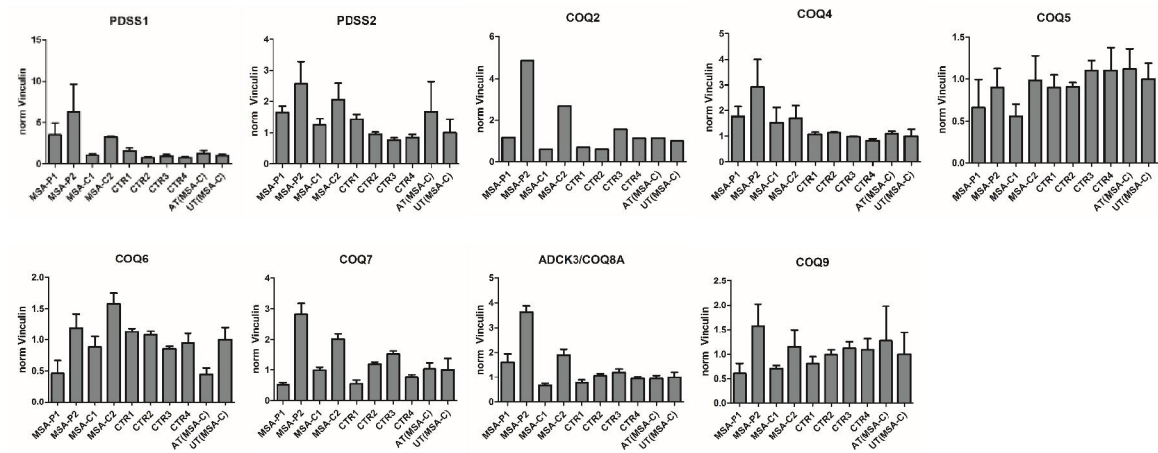 PDSS1
norm Vinculin
15
10
5
0
MSA-P1 MSA-P2 MSA-C1 MSA-C2 CTR1 CTR2 CTR3 CTR4 AT(MSA-C) UT(MSA-C)
PDSS2
norm Vinculin
4
3
2
1
0
MSA-P1 MSA-P2 MSA-C1 MSA-C2 CTR1 CTR2 CTR3 CTR4 AT(MSA-C) UT(MSA-C)
COQ2
norm Vinculin
6
4
2
0
MSA-P1 MSA-P2 MSA-C1 MSA-C2 CTR1 CTR2 CTR3 CTR4 AT(MSA-C) UT(MSA-C)
COQ4
norm Vinculin
5
4
3
2
1
0
MSA-P1 MSA-P2 MSA-C1 MSA-C2 CTR1 CTR2 CTR3 CTR4 AT(MSA-C) UT(MSA-C)
COQ5
norm Vinculin
1.5
1.0
0.5
0.0
MSA-P1 MSA-P2 MSA-C1 MSA-C2 CTR1 CTR2 CTR3 CTR4 AT(MSA-C) UT(MSA-C)
COQ6
norm Vinculin
2.0
1.5
1.0
0.5
0.0
MSA-P1 MSA-P2 MSA-C1 MSA-C2 CTR1 CTR2 CTR3 CTR4 AT(MSA-C) UT(MSA-C)
COQ7
norm Vinculin
4
3
2
1
0
MSA-P1 MSA-P2 MSA-C1 MSA-C2 CTR1 CTR2 CTR3 CTR4 AT(MSA-C) UT(MSA-C)
ADCK3/COQ8A
norm Vinculin
5
4
3
2
1
0
MSA-P1 MSA-P2 MSA-C1 MSA-C2 CTR1 CTR2 CTR3 CTR4 AT(MSA-C) UT(MSA-C)
COQ9
norm Vinculin
2.5
2.0
1.5
1.0
0.5
0.0
MSA-P1 MSA-P2 MSA-C1 MSA-C2 CTR1 CTR2 CTR3 CTR4 AT(MSA-C) UT(MSA-C)